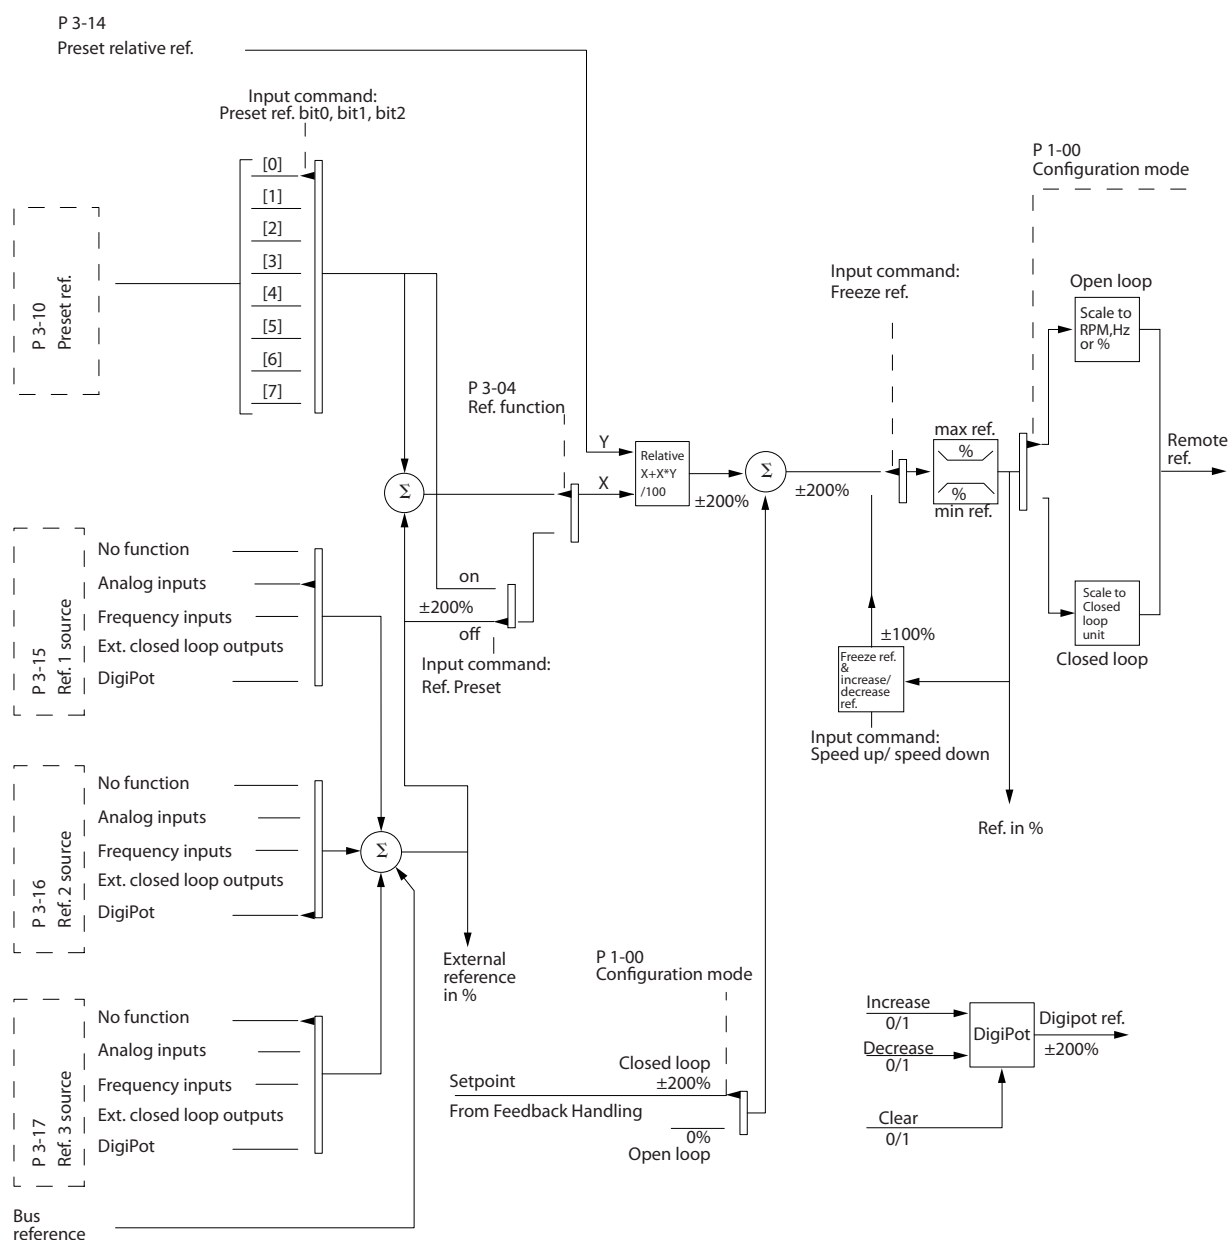 P 3-14
Preset relative ref.
Input command:
Preset ref. bit0, bit1, bit2
[0]
[1]
[2]
[3]
[4]
[5]
[6]
[7]
P 3-10
Preset ref.
P 1-00
Configuration mode
Input command:
Freeze ref.
Open loop
Scale to
RPM,Hz
or %
P 3-04
Ref. function
Y
X
Relative
X+X*Y
/100
±200%
Σ
±200%
max ref.
%
%
min ref.
Remote
ref.
Σ
on
±200%
off
Input command:
Ref. Preset
P 3-15
Ref. 1 source
No function
Analog inputs
Frequency inputs
Ext. closed loop outputs
DigiPot
±100%
Freeze ref.
&
increase/
decrease
ref.
Input command:
Speed up/ speed down
Scale to
Closed
loop
unit
Closed loop
Ref. in %
P 3-16
Ref. 2 source
No function
Analog inputs
Frequency inputs
Ext. closed loop outputs
DigiPot
Σ
External
reference
in %
P 1-00
Configuration mode
Closed loop
±200%
Setpoint
From Feedback Handling
0%
Open loop
Increase
0/1
Decrease
0/1
Clear
0/1
DigiPot
Digipot ref.
±200%
P 3-17
Ref. 3 source
No function
Analog inputs
Frequency inputs
Ext. closed loop outputs
DigiPot
Bus
reference